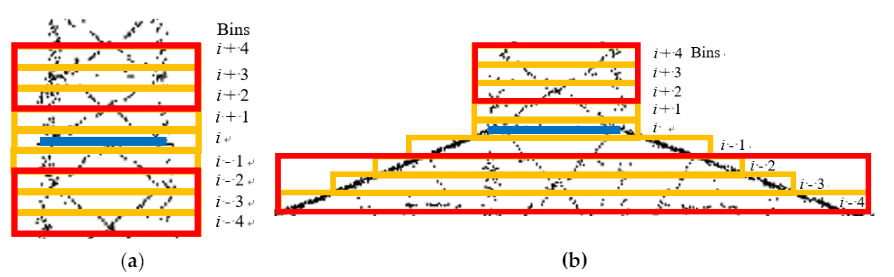 Bins
i+4
i+3
i+2
i+1
i
i-1
i-2
i-3
i-4
(a)
i+4 Bins
i+3
i+2
i+1
i
i-1
i-2
i-3
i-4
(b)